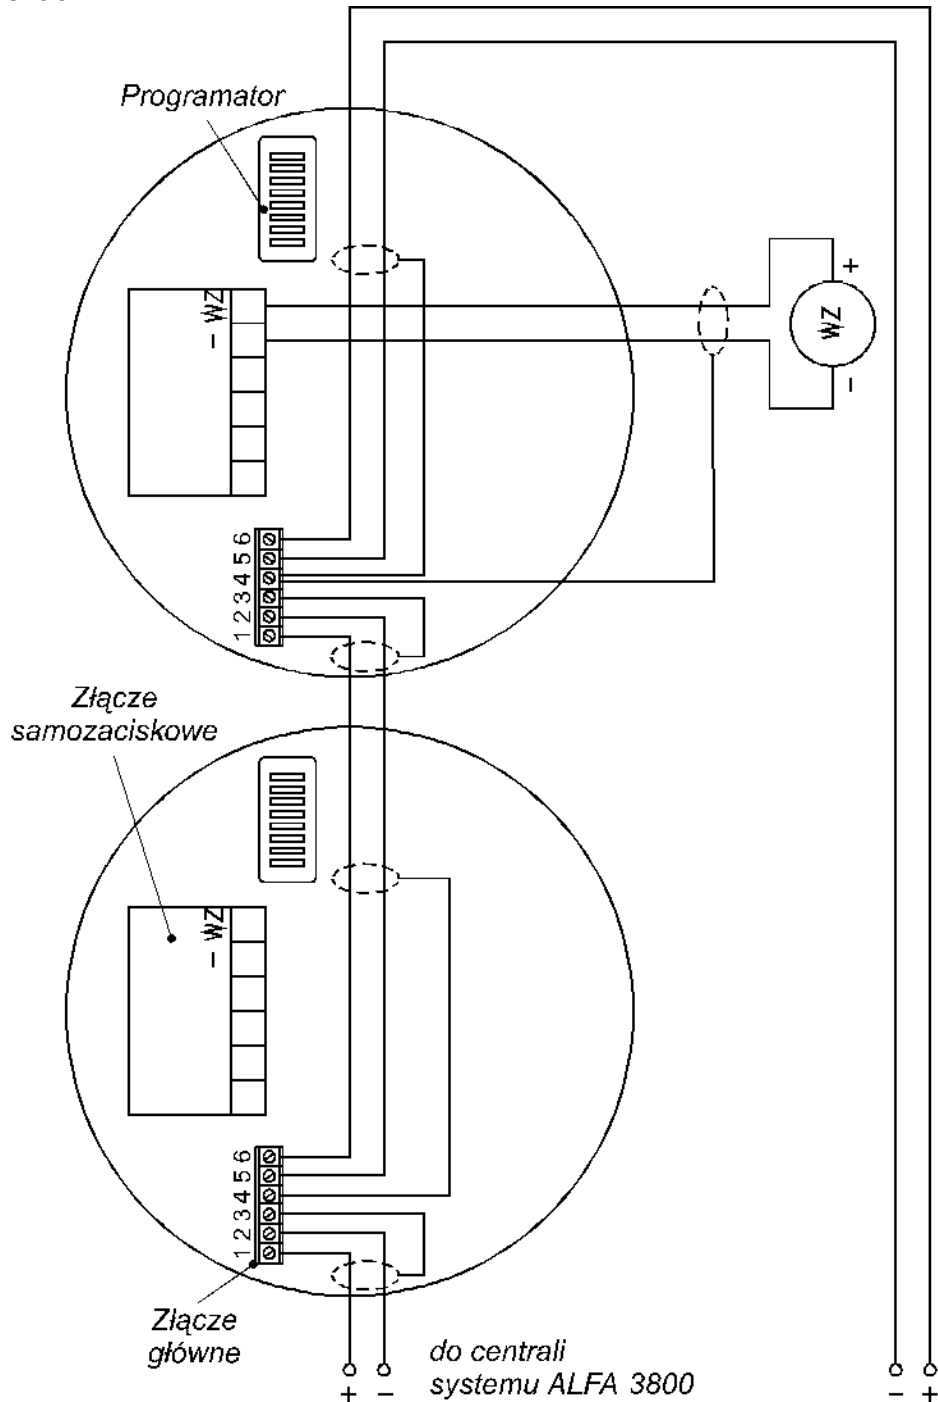 Programator
– WZ
+
WZ
–
6
5
4
3
2
1
Złącze
samozaciskowe
– WZ
6
5
4
3
2
1
Złącze
główne
do centrali
systemu ALFA 3800
+ – – +